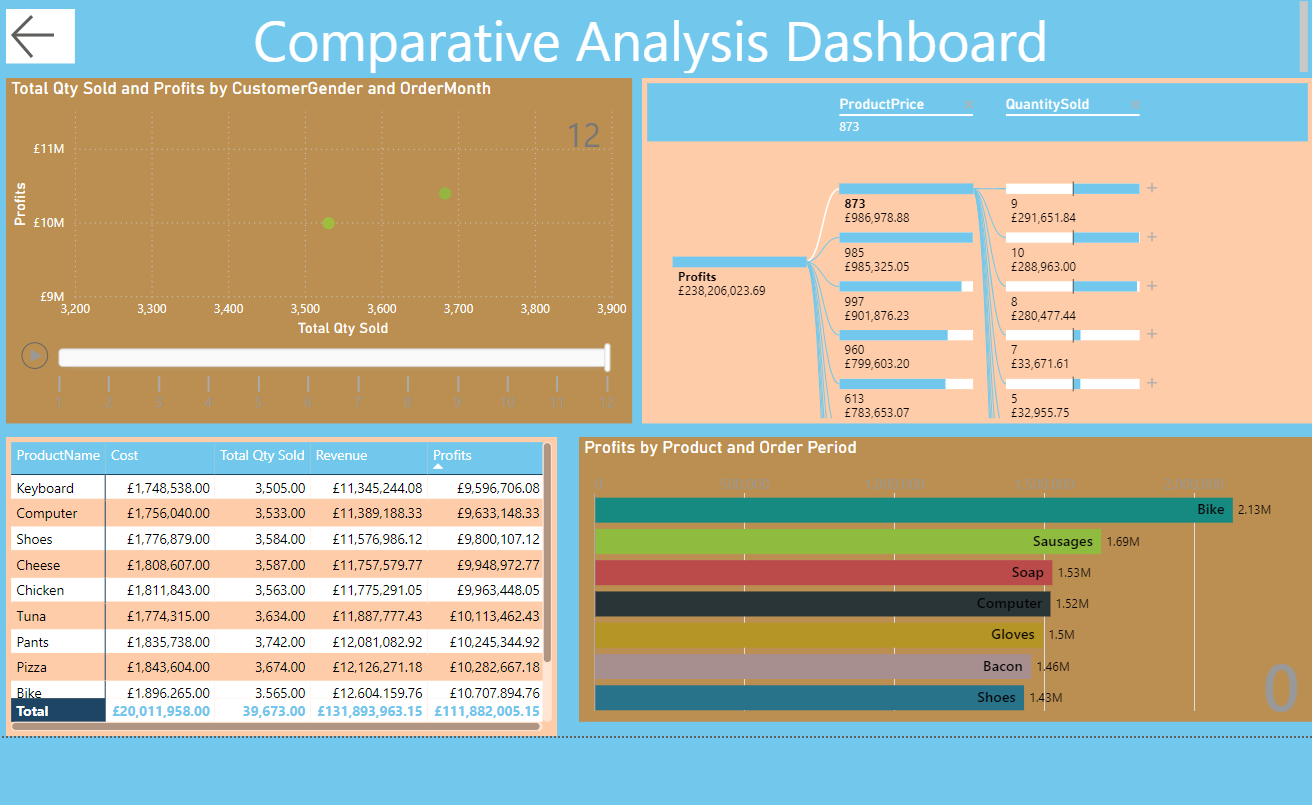 Comparative Analysis Dashboard
Total Qty Sold and Profits by CustomerGender and OrderMonth
12
£11M
£10M
£9M
Profits
3,200 3,300 3,400 3,500 3,600 3,700 3,800 3,900
Total Qty Sold
1 2 3 4 5 6 7 8 9 10 11 12
ProductPrice QuantitySold
873
Profits
£238,206,023.69
873
£986,978.88
985
£985,325.05
997
£901,876.23
960
£799,603.20
613
£783,653.07
9
£291,651.84
10
£288,963.00
8
£280,477.44
7
£33,671.61
5
£32,955.75
ProductName Cost Total Qty Sold Revenue Profits
Keyboard £1,748,538.00 3,505.00 £11,345,244.08 £9,596,706.08
Computer £1,756,040.00 3,533.00 £11,389,188.33 £9,633,148.33
Shoes £1,776,879.00 3,584.00 £11,576,986.12 £9,800,107.12
Cheese £1,808,607.00 3,587.00 £11,757,579.77 £9,948,972.77
Chicken £1,811,843.00 3,563.00 £11,775,291.05 £9,963,448.05
Tuna £1,774,315.00 3,634.00 £11,887,777.43 £10,113,462.43
Pants £1,835,738.00 3,742.00 £12,081,082.92 £10,245,344.92
Pizza £1,843,604.00 3,674.00 £12,126,271.18 £10,282,667.18
Bike £1,896,265.00 3,565.00 £12,604,159.76 £10,707,894.76
Total £20,011,958.00 39,673.00 £131,893,963.15 £111,882,005.15
Profits by Product and Order Period
0 500,000 1,000,000 1,500,000 2,000,000
Bike 2.13M
Sausages 1.69M
Soap 1.53M
Computer 1.52M
Gloves 1.5M
Bacon 1.46M
Shoes 1.43M
0